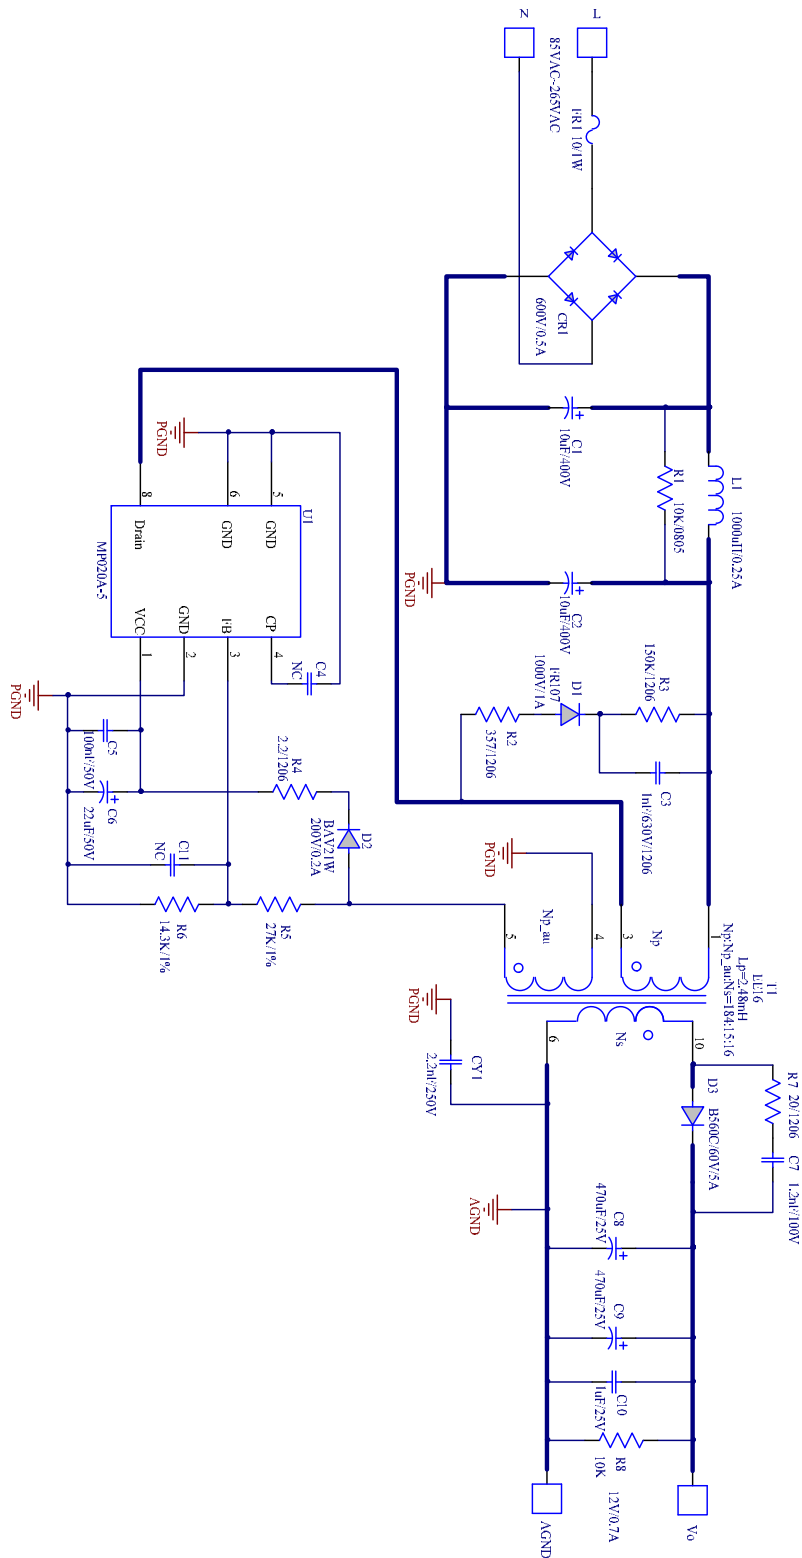 L
N
85VAC~265VAC
FR1 10/1W
CR1
600V/0.5A
L1
1000uH/0.25A
R1
10K/0805
C1
10uF/400V
C2
10uF/400V
PGND
R3
150K/1206
C3
1nF/630V/1206
D1
FR107
1000V/1A
R2
357/1206
T1
EE16
Lp=2.48mH
Np:Np_au:Ns=184:15:16
1
Np
3
4
Np_au
5
PGND
10
Ns
6
R7 20/1206
C7 1.2nF/100V
D3
B560C/60V/5A
C8
470uF/25V
C9
470uF/25V
C10
1uF/25V
R8
10K
12V/0.7A
Vo
AGND
AGND
CY1
2.2nF/250V
PGND
PGND
U1
5
GND
6
GND
8
Drain
MP020A-5
CP
4
FB
3
GND
2
VCC
1
C4
NC
PGND
C5
100nF/50V
C6
22uF/50V
R4
2.2/1206
D2
BAV21W
200V/0.2A
C11
NC
R5
27K/1%
R6
14.3K/1%